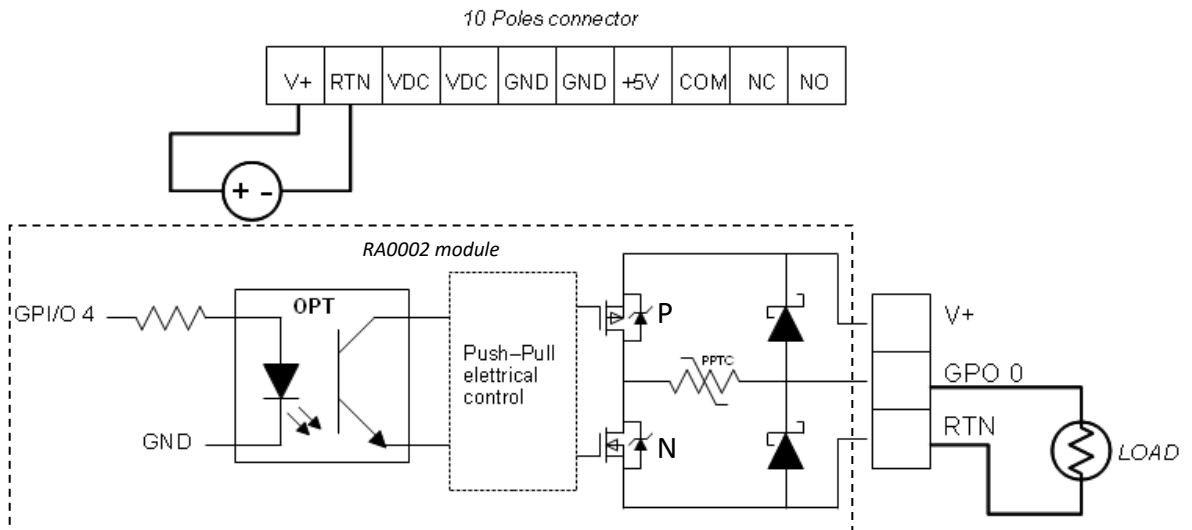 10 Poles connector
V+ RTN VDC VDC GND GND +5V COM NC NO
+ -
RA0002 module
GPI/O 4
OPT
GND
Push-Pull
elettrical
control
P
N
PPTC
V+
GPO 0
RTN
LOAD